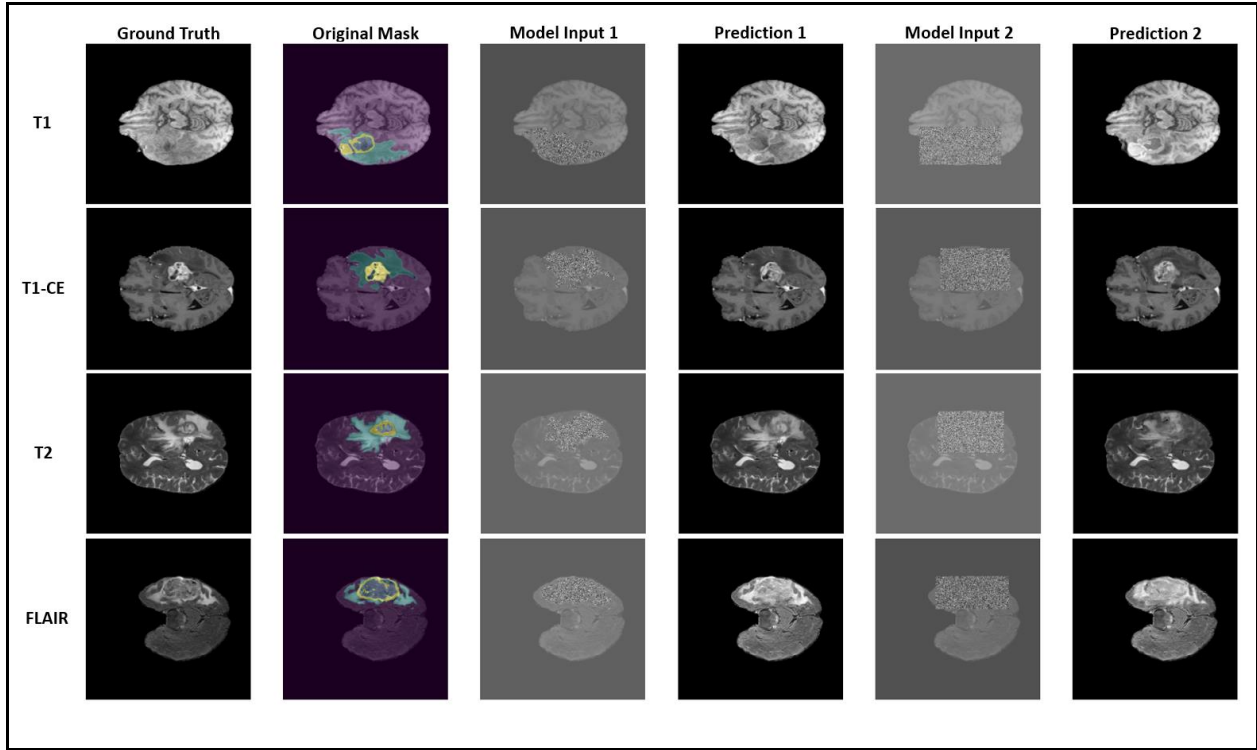 Ground Truth Original Mask Model Input 1 Prediction 1 Model Input 2 Prediction 2
T1
T1-CE
T2
FLAIR